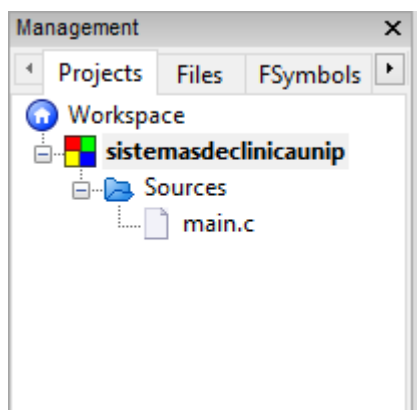 Management
Projects Files FSymbols
Workspace
sistemasdeclinicaunip
Sources
main.c